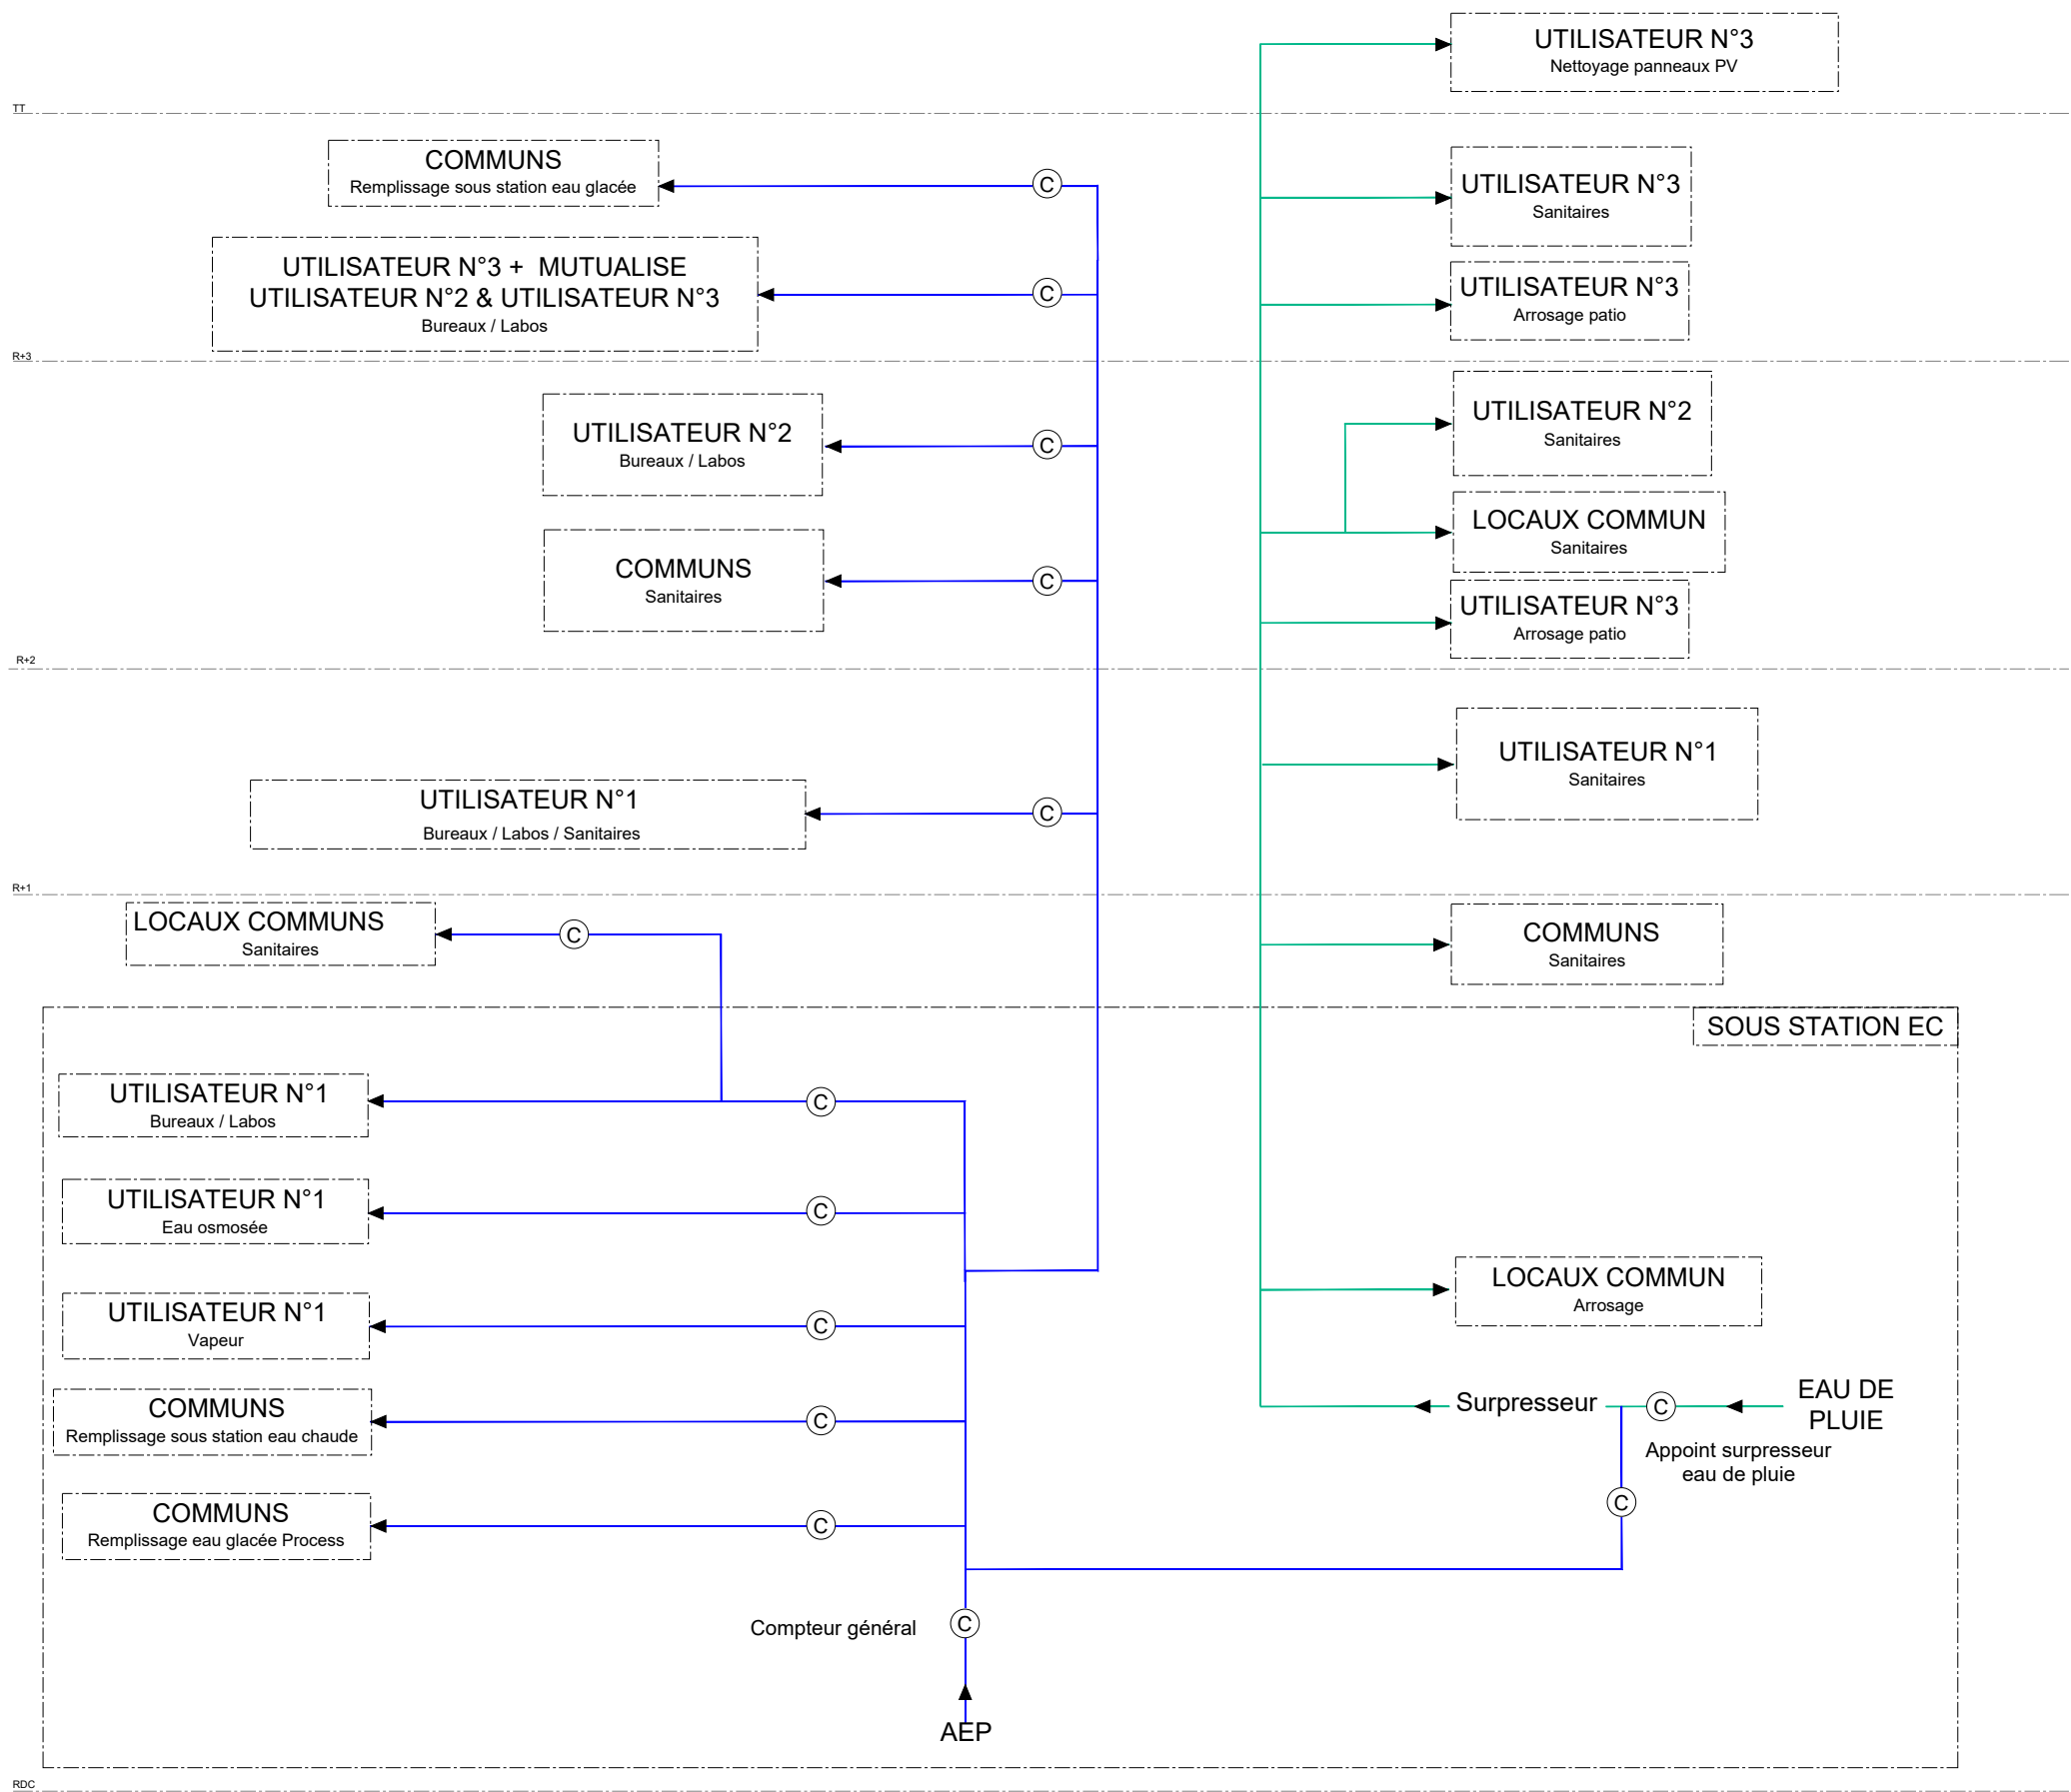 UTILISATEUR N°3
Nettoyage panneaux PV
TT
COMMUNS
Remplissage sous station eau glacée
C
UTILISATEUR N°3
Sanitaires
UTILISATEUR N°3 + MUTUALISE
UTILISATEUR N°2 & UTILISATEUR N°3
Bureaux / Labos
C
UTILISATEUR N°3
Arrosage patio
R+3
UTILISATEUR N°2
Bureaux / Labos
C
UTILISATEUR N°2
Sanitaires
LOCAUX COMMUN
Sanitaires
COMMUNS
Sanitaires
C
UTILISATEUR N°3
Arrosage patio
R+2
UTILISATEUR N°1
Sanitaires
UTILISATEUR N°1
Bureaux / Labos / Sanitaires
C
R+1
LOCAUX COMMUNS
Sanitaires
C
COMMUNS
Sanitaires
SOUS STATION EC
UTILISATEUR N°1
Bureaux / Labos
C
UTILISATEUR N°1
Eau osmosée
C
LOCAUX COMMUN
Arrosage
UTILISATEUR N°1
Vapeur
C
COMMUNS
Remplissage sous station eau chaude
C
Surpresseur
C
EAU DE
PLUIE
Appoint surpresseur
eau de pluie
C
COMMUNS
Remplissage eau glacée Process
C
Compteur général
C
AEP
RDC